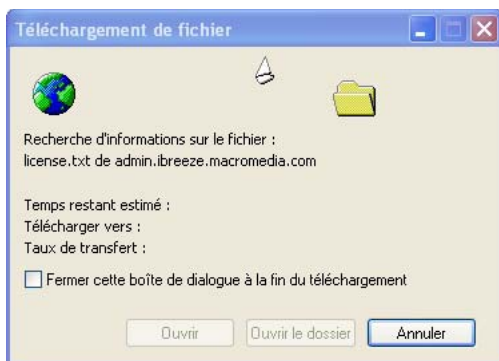 Téléchargement de fichier
Recherche d'informations sur le fichier :
license.txt de admin.ibreeze.macromedia.com
Temps restant estimé :
Télécharger vers :
Taux de transfert :
Fermer cette boîte de dialogue à la fin du téléchargement
Ouvrir Ouvrir le dossier Annuler